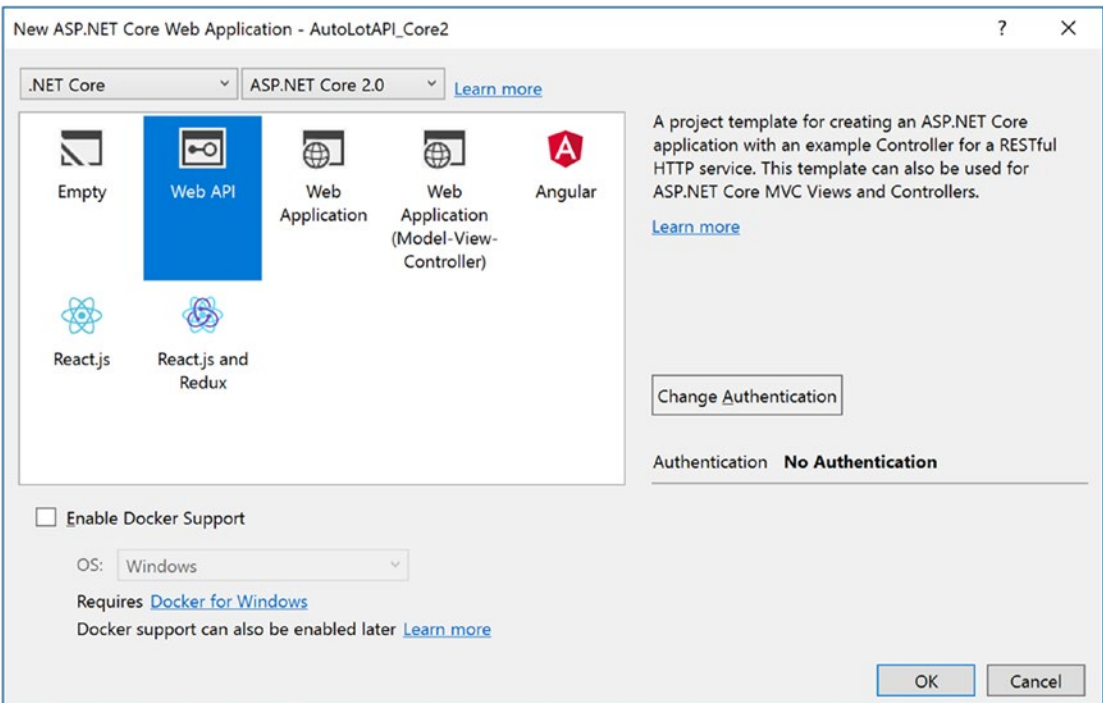 New ASP.NET Core Web Application - AutoLotAPI_Core2
.NET Core
ASP.NET Core 2.0
Learn more
Empty
Web API
Web
Application
Web
Application
(Model-View-
Controller)
Angular
React.js
React.js and
Redux
A project template for creating an ASP.NET Core
application with an example Controller for a RESTful
HTTP service. This template can also be used for
ASP.NET Core MVC Views and Controllers.
Learn more
Change Authentication
Authentication No Authentication
Enable Docker Support
OS: Windows
Requires Docker for Windows
Docker support can also be enabled later Learn more
OK
Cancel